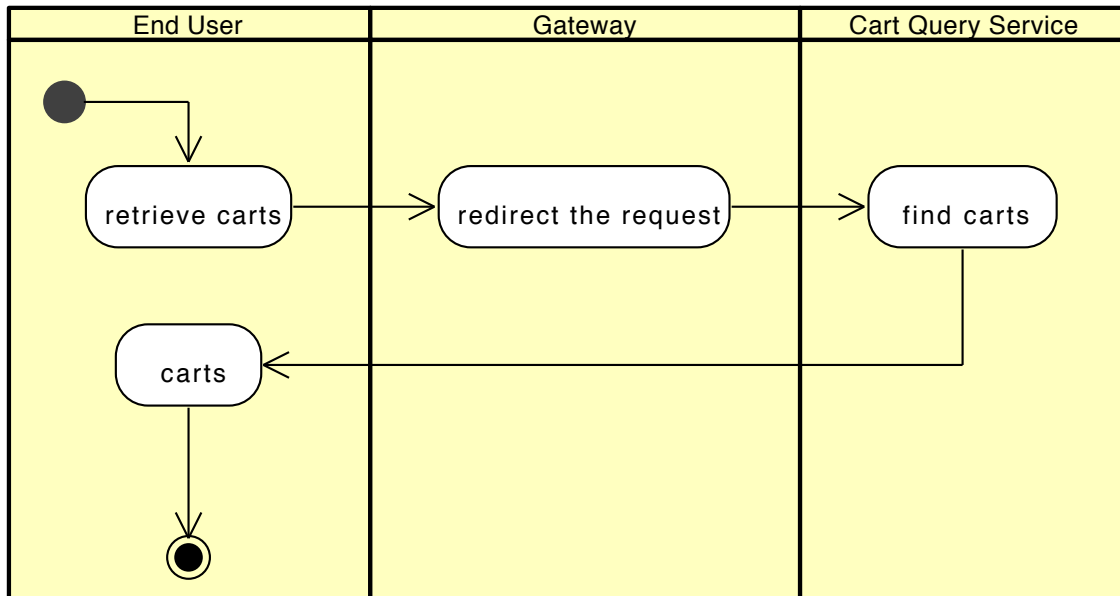 End User
Gateway
Cart Query Service
retrieve carts
redirect the request
find carts
carts